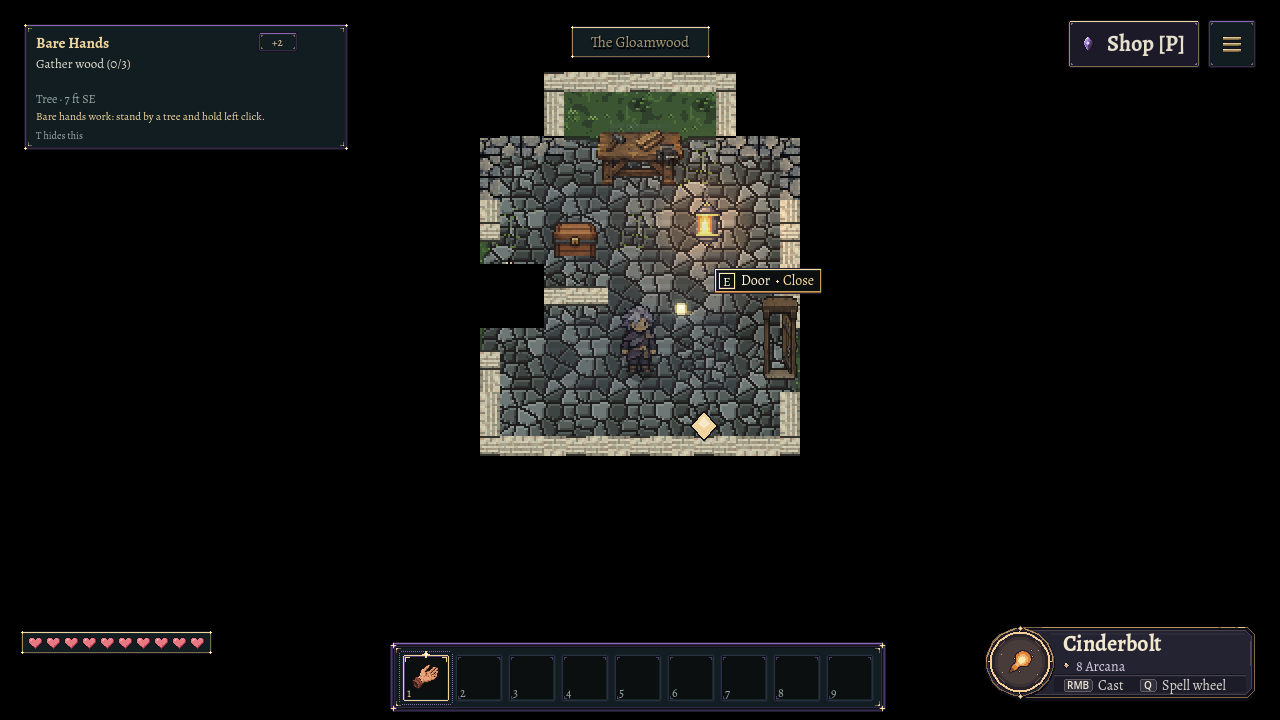 Bare Hands
+2
Gather wood (0/3)
Tree · 7 ft SE
Bare hands work: stand by a tree and hold left click.
T hides this
The Gloamwood
Shop [P]
E Door · Close
1 2 3 4 5 6 7 8 9
Cinderbolt
8 Arcana
RMB Cast Q Spell wheel